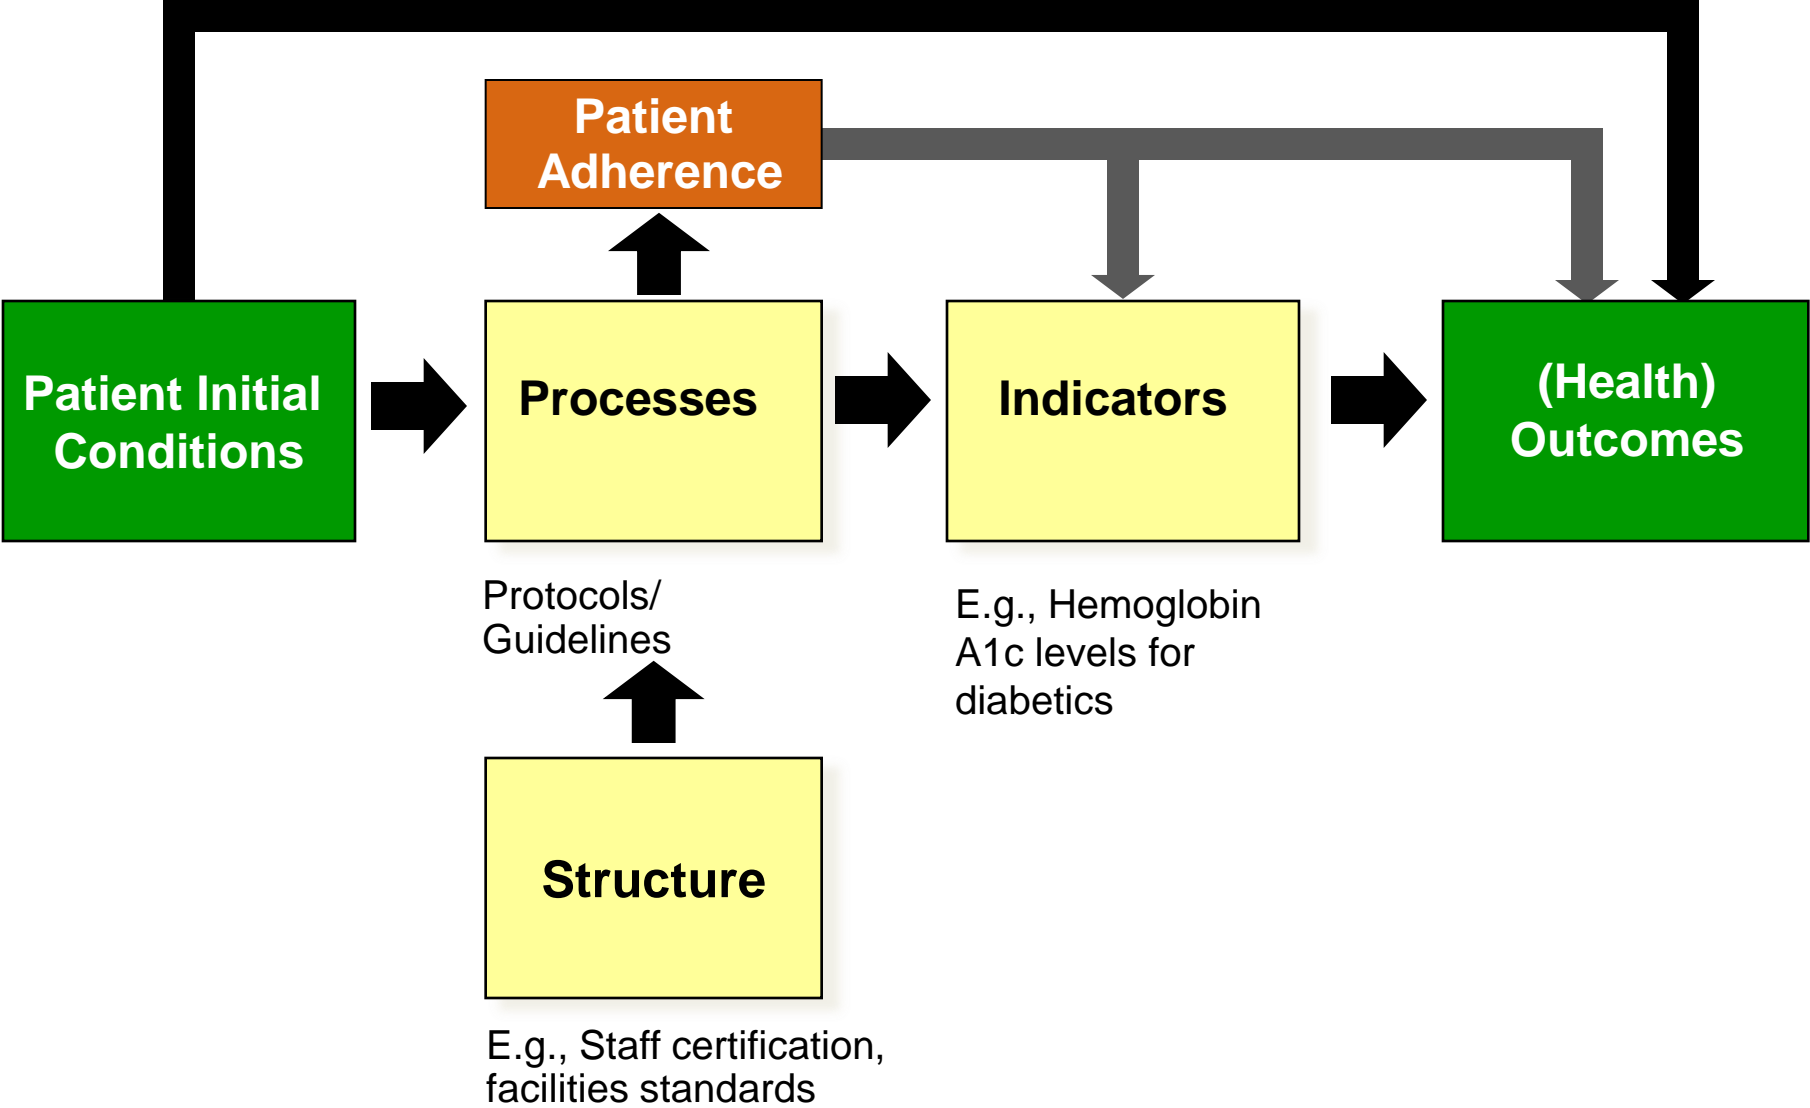 Patient
Adherence
Patient Initial
Conditions
Processes
Indicators
(Health)
Outcomes
Protocols/
Guidelines
E.g., Hemoglobin
A1c levels for
diabetics
Structure
E.g., Staff certification,
facilities standards